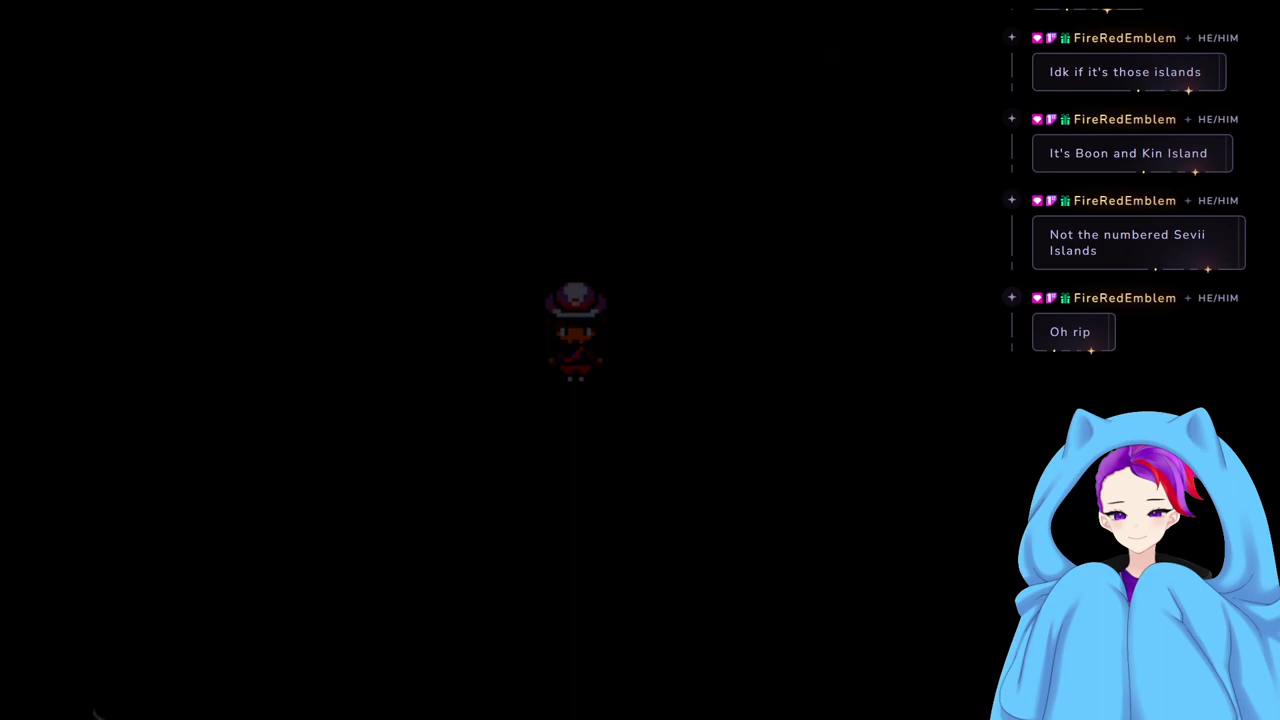 FireRedEmblem HE/HIM
Idk if it's those islands
FireRedEmblem HE/HIM
It's Boon and Kin Island
FireRedEmblem HE/HIM
Not the numbered Sevii
Islands
FireRedEmblem HE/HIM
Oh rip